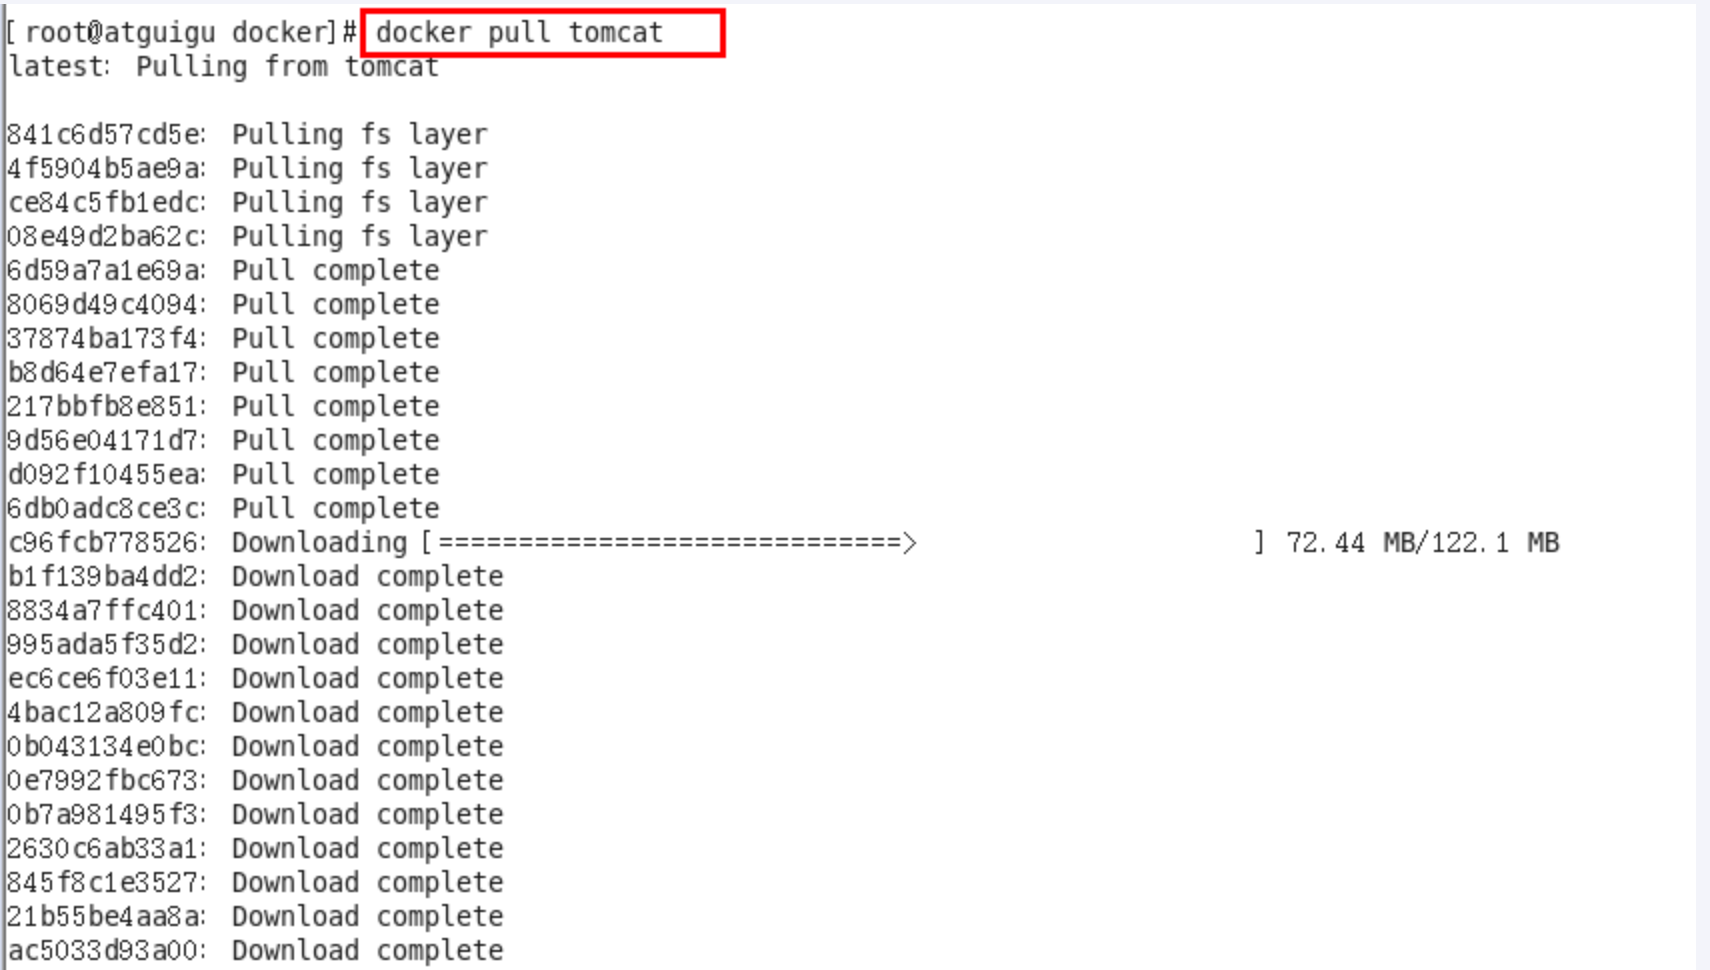 [root@atguigu docker]# docker pull tomcat
latest: Pulling from tomcat
841c6d57cd5e: Pulling fs layer
4f5904b5ae9a: Pulling fs layer
ce84c5fb1edc: Pulling fs layer
08e49d2ba62c: Pulling fs layer
6d59a7a1e69a: Pull complete
8069d49c4094: Pull complete
37874ba173f4: Pull complete
b8d64e7efa17: Pull complete
217bbfb8e851: Pull complete
9d56e04171d7: Pull complete
d092f10455ea: Pull complete
6db0adc8ce3c: Pull complete
c96fcb778526: Downloading [=============================>                     ] 72.44 MB/122.1 MB
b1f139ba4dd2: Download complete
8834a7ffc401: Download complete
995ada5f35d2: Download complete
ec6ce6f03e11: Download complete
4bac12a809fc: Download complete
0b043134e0bc: Download complete
0e7992fbc673: Download complete
0b7a981495f3: Download complete
2630c6ab33a1: Download complete
845f8c1e3527: Download complete
21b55be4aa8a: Download complete
ac5033d93a00: Download complete